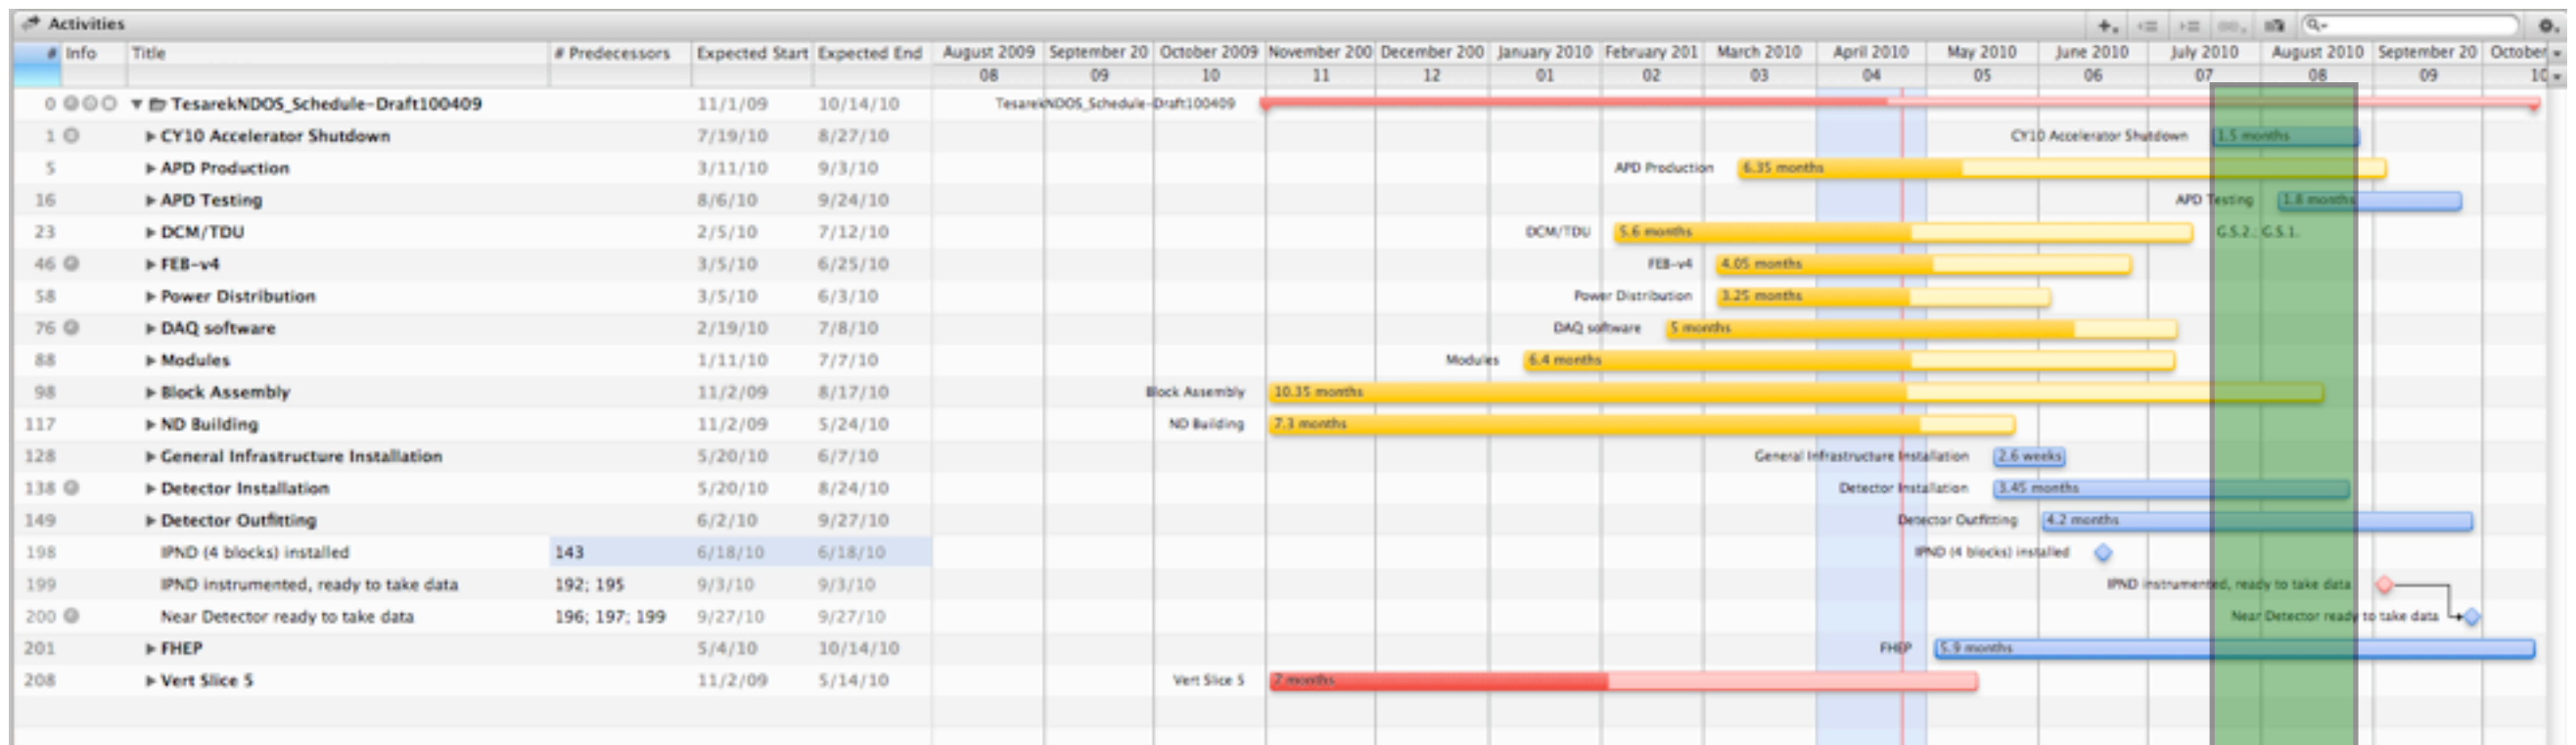 Activities
# Info Title # Predecessors Expected Start Expected End August 2009 September 20 October 2009 November 200 December 200 January 2010 February 201 March 2010 April 2010 May 2010 June 2010 July 2010 August 2010 September 20 October
08 09 10 11 12 01 02 03 04 05 06 07 08 09 10
0 TesarekNDOS_Schedule-Draft100409 11/1/09 10/14/10 TesarekNDOS_Schedule-Draft100409
1 CY10 Accelerator Shutdown 7/19/10 8/27/10 CY10 Accelerator Shutdown 1.5 months
5 APD Production 3/11/10 9/3/10 APD Production 6.35 months
16 APD Testing 8/6/10 9/24/10 APD Testing 1.8 months
23 DCM/TDU 2/5/10 7/12/10 DCM/TDU 5.6 months G.S.2.; G.S.1.
46 FEB-v4 3/5/10 6/25/10 FEB-v4 4.05 months
58 Power Distribution 3/5/10 6/3/10 Power Distribution 3.25 months
76 DAQ software 2/19/10 7/8/10 DAQ software 5 months
88 Modules 1/11/10 7/7/10 Modules 6.4 months
98 Block Assembly 11/2/09 8/17/10 Block Assembly 10.35 months
117 ND Building 11/2/09 5/24/10 ND Building 7.3 months
128 General Infrastructure Installation 5/20/10 6/7/10 General Infrastructure Installation 2.6 weeks
138 Detector Installation 5/20/10 8/24/10 Detector Installation 3.45 months
149 Detector Outfitting 6/2/10 9/27/10 Detector Outfitting 4.2 months
198 IPND (4 blocks) installed 143 6/18/10 6/18/10 IPND (4 blocks) installed
199 IPND instrumented, ready to take data 192; 195 9/3/10 9/3/10 IPND instrumented, ready to take data
200 Near Detector ready to take data 196; 197; 199 9/27/10 9/27/10 Near Detector ready to take data
201 FHEP 5/4/10 10/14/10 FHEP 5.9 months
208 Vert Slice 5 11/2/09 5/14/10 Vert Slice 5 7 months